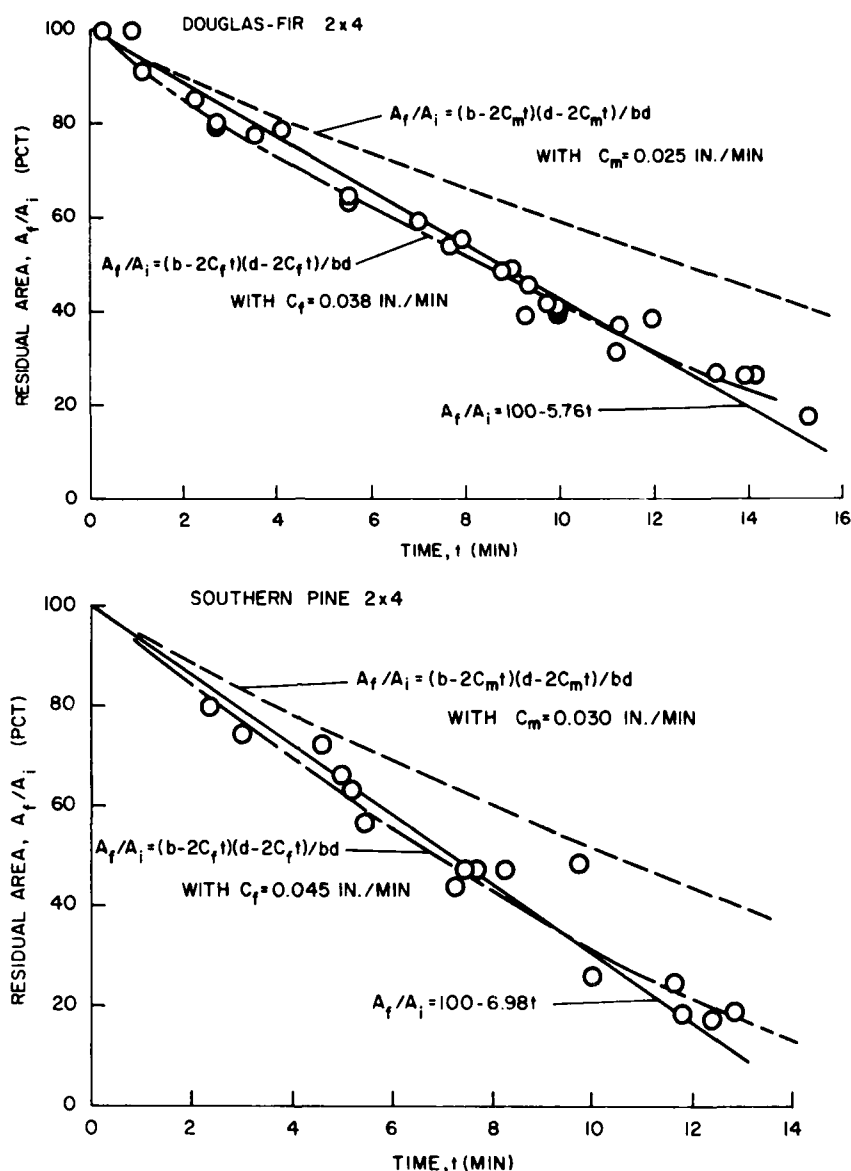 DOUGLAS-FIR 2x4
100
80
60
40
20
0
RESIDUAL AREA, A_f/A_i (PCT)
A_f/A_i=(b-2C_mt)(d-2C_mt)/bd
WITH C_m=0.025 IN./MIN
A_f/A_i=(b-2C_ft)(d-2C_ft)/bd
WITH C_f=0.038 IN./MIN
A_f/A_i=100-5.76t
0 2 4 6 8 10 12 14 16
TIME, t (MIN)
SOUTHERN PINE 2x4
100
80
60
40
20
0
RESIDUAL AREA, A_f/A_i (PCT)
A_f/A_i=(b-2C_mt)(d-2C_mt)/bd
WITH C_m=0.030 IN./MIN
A_f/A_i=(b-2C_ft)(d-2C_ft)/bd
WITH C_f=0.045 IN./MIN
A_f/A_i=100-6.98t
0 2 4 6 8 10 12 14
TIME, t (MIN)